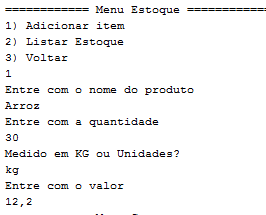 ============ Menu Estoque ============
1) Adicionar item
2) Listar Estoque
3) Voltar
1
Entre com o nome do produto
Arroz
Entre com a quantidade
30
Medido em KG ou Unidades?
kg
Entre com o valor
12,2